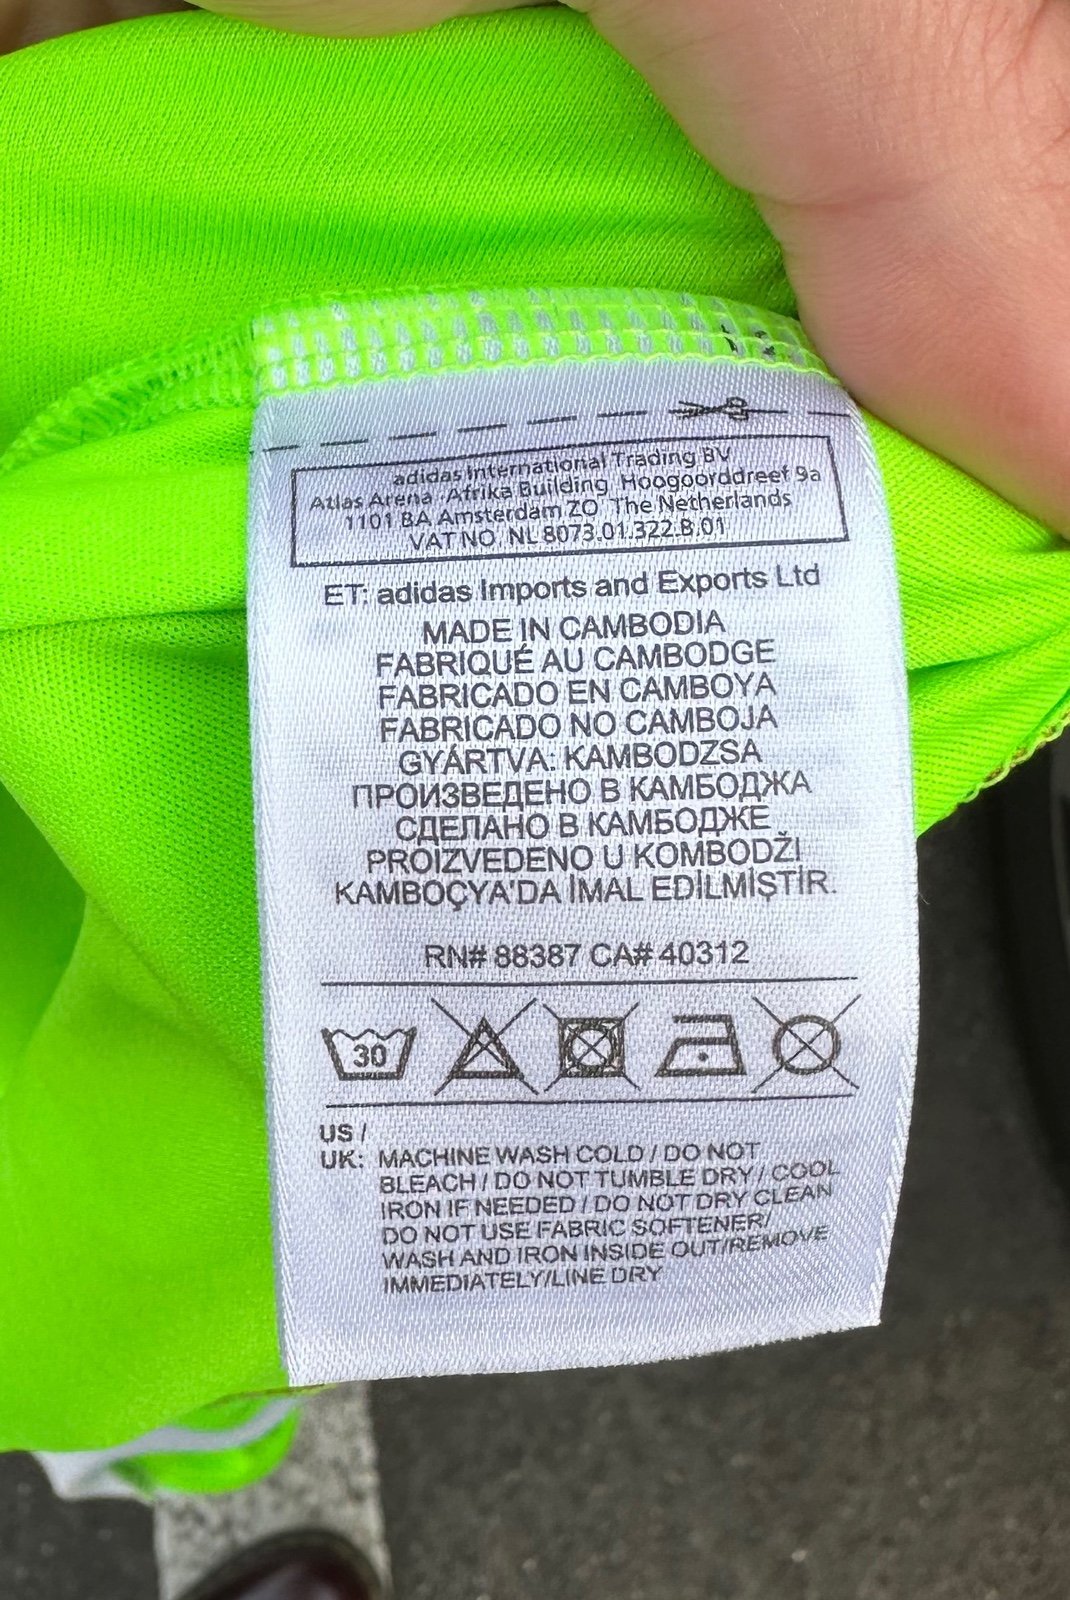 adidas International Trading BV
Atlas Arena Afrika Building, Hoogoorddreef 9a
1101 BA Amsterdam ZO The Netherlands
VAT NO. NL 8073.01.322.B.01
ET: adidas Imports and Exports Ltd
MADE IN CAMBODIA
FABRIQUÉ AU CAMBODGE
FABRICADO EN CAMBOYA
FABRICADO NO CAMBOJA
GYÁRTVA: KAMBODZSA
ПРОИЗВЕДЕНО В КАМБОДЖА
СДЕЛАНО В КАМБОДЖЕ
PROIZVEDENO U KOMBODŽI
KAMBOÇYA'DA İMAL EDİLMİŞTİR.
RN# 88387 CA# 40312
30
US /
UK: MACHINE WASH COLD / DO NOT
BLEACH / DO NOT TUMBLE DRY / COOL
IRON IF NEEDED / DO NOT DRY CLEAN
DO NOT USE FABRIC SOFTENER/
WASH AND IRON INSIDE OUT/REMOVE
IMMEDIATELY/LINE DRY